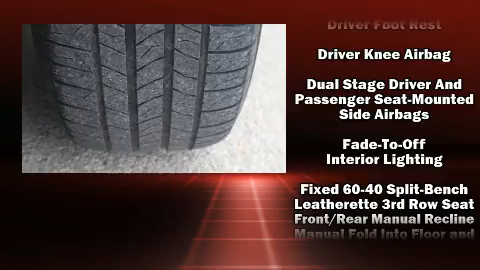 Driver Foot Rest
Driver Knee Airbag
Dual Stage Driver And
Passenger Seat-Mounted
Side Airbags
Fade-To-Off
Interior Lighting
Fixed 60-40 Split-Bench
Leatherette 3rd Row Seat
Front/Rear Manual Recline
Manual Fold Into Floor and